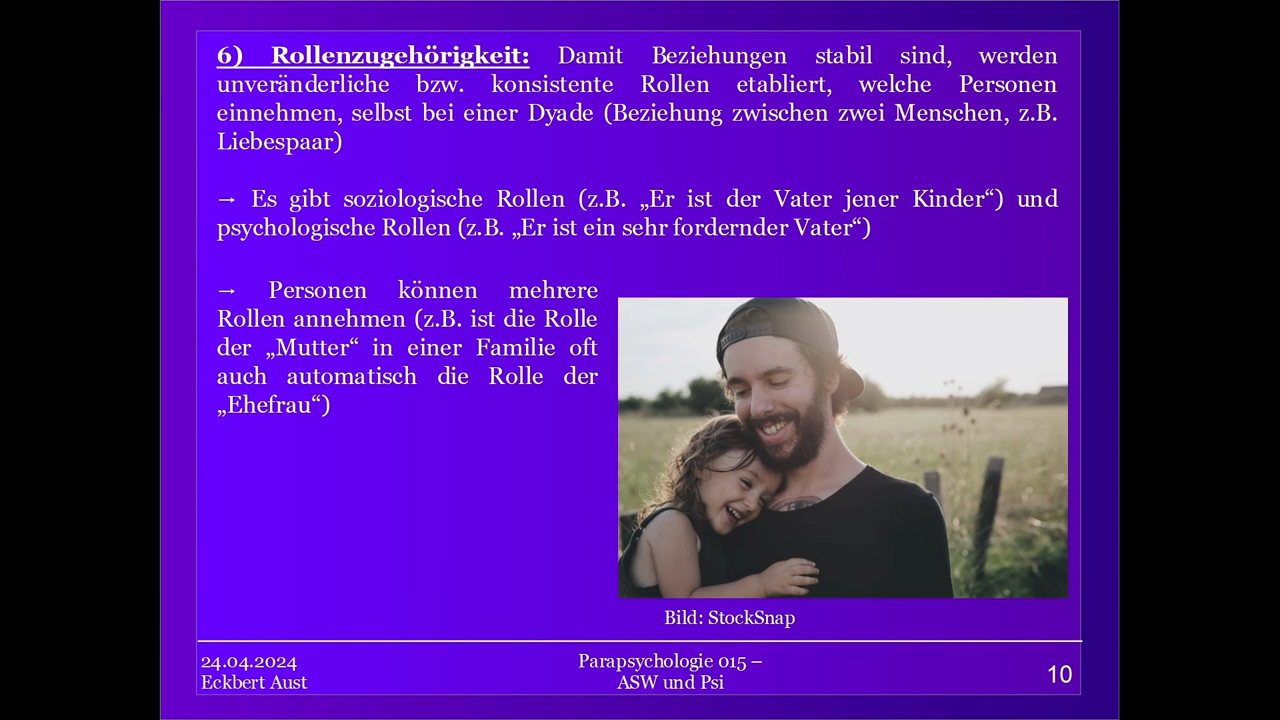 6) Rollenzugehörigkeit: Damit Beziehungen stabil sind, werden
unveränderliche bzw. konsistente Rollen etabliert, welche Personen
einnehmen, selbst bei einer Dyade (Beziehung zwischen zwei Menschen, z.B.
Liebespaar)
→ Es gibt soziologische Rollen (z.B. „Er ist der Vater jener Kinder“) und
psychologische Rollen (z.B. „Er ist ein sehr fordernder Vater“)
→ Personen können mehrere
Rollen annehmen (z.B. ist die Rolle
der „Mutter“ in einer Familie oft
auch automatisch die Rolle der
„Ehefrau“)
Bild: StockSnap
24.04.2024
Eckbert Aust
Parapsychologie 015 –
ASW und Psi
10